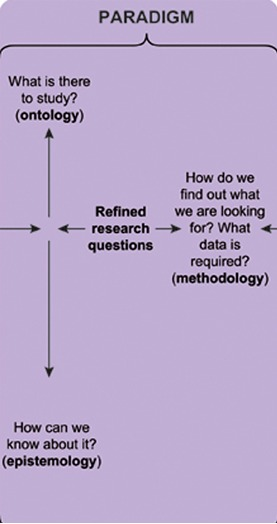 PARADIGM
What is there
to study?
(ontology)
Refined
research
questions
How do we
find out what
we are looking
for? What
data is
required?
(methodology)
How can we
know about it?
(epistemology)